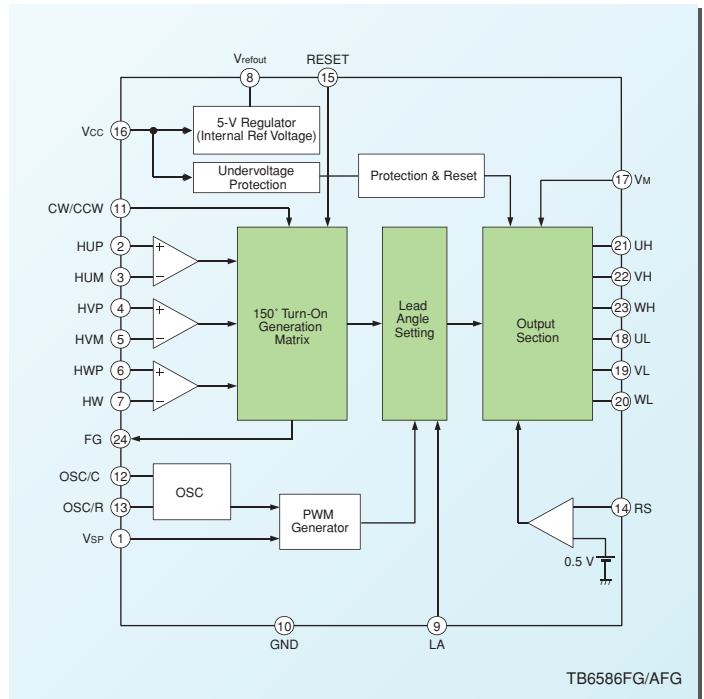 Vrefout
RESET
8
15
Vcc
16
5-V Regulator
(Internal Ref Voltage)
Undervoltage
Protection
Protection & Reset
17
VM
CW/CCW
11
HUP
2
+
HUM
3
−
HVP
4
+
HVM
5
−
HWP
6
+
HW
7
−
FG
24
150˚ Turn-On
Generation
Matrix
Lead
Angle
Setting
Output
Section
21
UH
22
VH
23
WH
18
UL
19
VL
20
WL
OSC/C
12
OSC/R
13
OSC
VSP
1
PWM
Generator
14
RS
0.5 V
10
GND
9
LA
TB6586FG/AFG